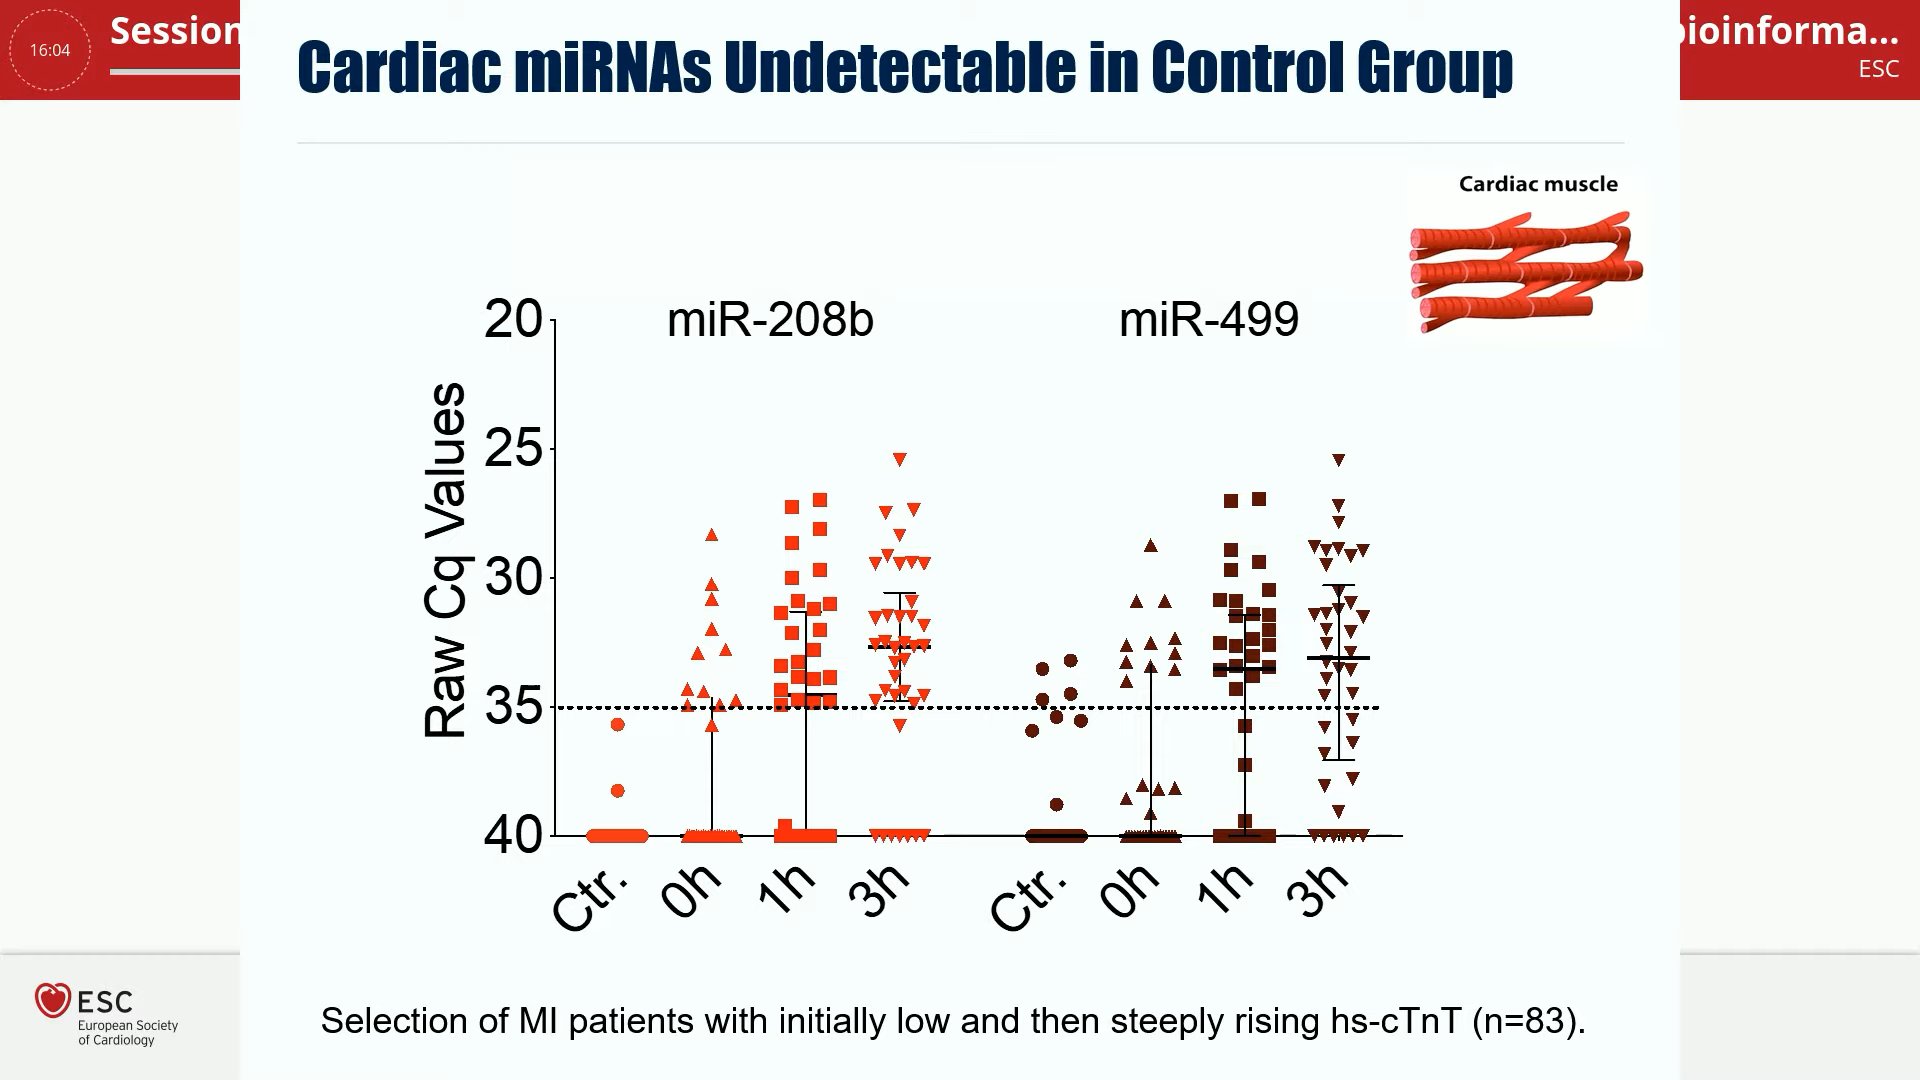 16:04
Session
bioinforma...
ESC
Cardiac miRNAs Undetectable in Control Group
Cardiac muscle
miR-208b
miR-499
Raw Cq Values
20
25
30
35
40
Ctr.
0h
1h
3h
Ctr.
0h
1h
3h
Selection of MI patients with initially low and then steeply rising hs-cTnT (n=83).
ESC
European Society
of Cardiology